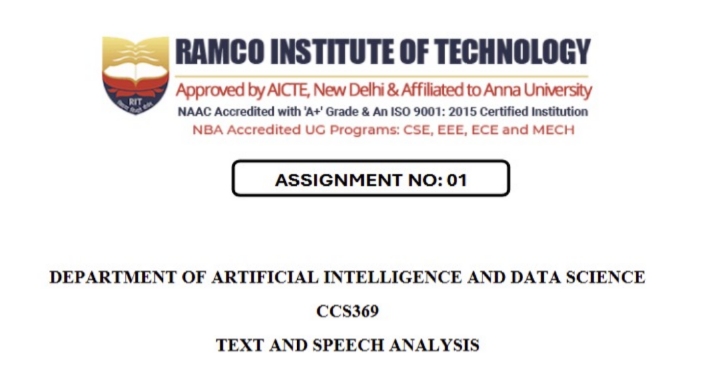 RAMCO INSTITUTE OF TECHNOLOGY
Approved by AICTE, New Delhi & Affiliated to Anna University
NAAC Accredited with 'A+' Grade & An ISO 9001: 2015 Certified Institution
NBA Accredited UG Programs: CSE, EEE, ECE and MECH
RIT
ASSIGNMENT NO: 01
DEPARTMENT OF ARTIFICIAL INTELLIGENCE AND DATA SCIENCE
CCS369
TEXT AND SPEECH ANALYSIS